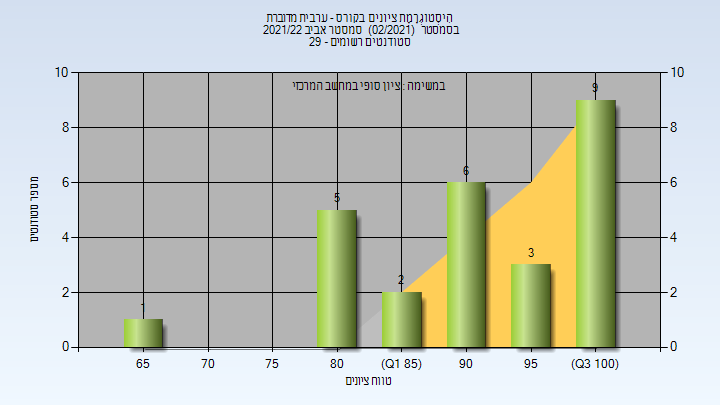 היסטוגרמת ציונים בקורס - ערבית מדוברת
בסמסטר (02/2021) סמסטר אביב 2021/22
סטודנטים רשומים - 29
במשימה : ציון סופי במחשב המרכזי
10 10
8 8
6 6
4 4
2 2
0 0
1 5 2 6 3 9
65 70 75 80 (Q1 85) 90 95 (Q3 100)
טווח ציונים
מספר סטודנטים